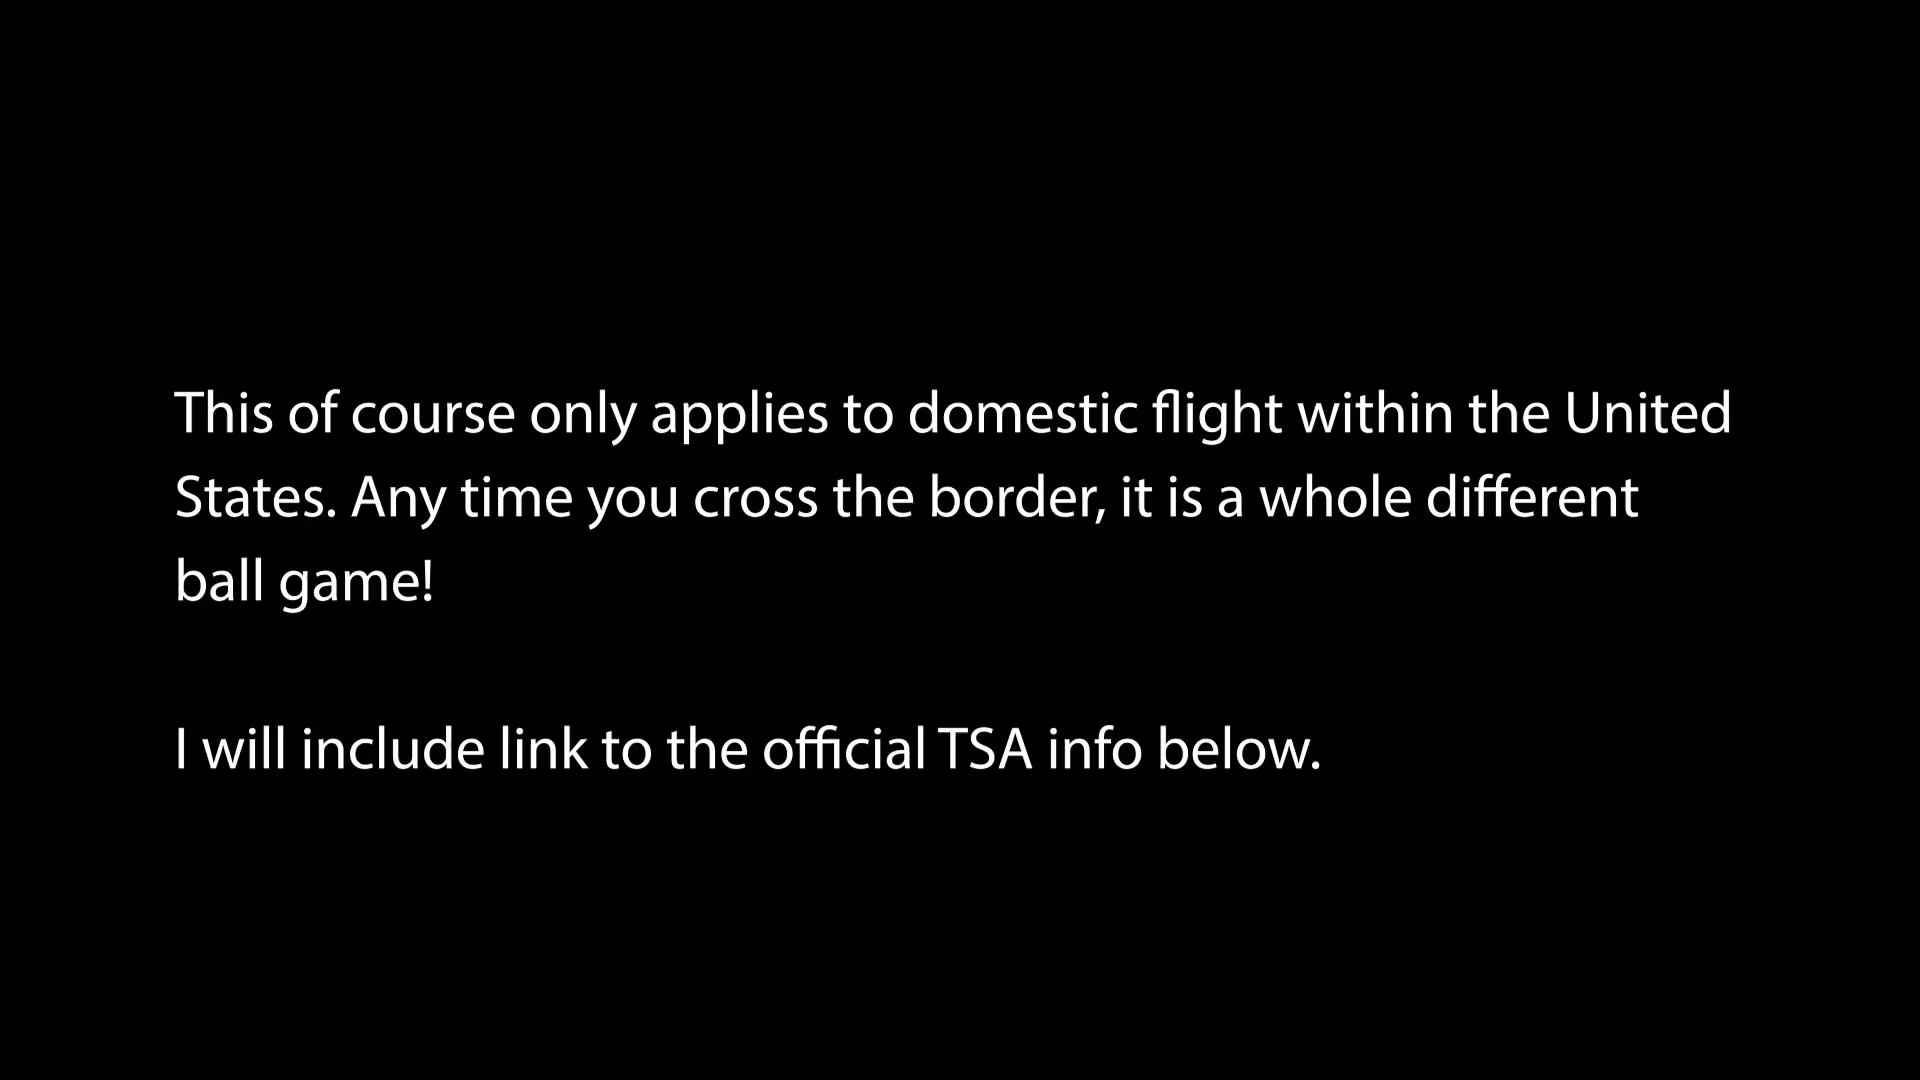 This of course only applies to domestic flight within the United
States. Any time you cross the border, it is a whole different
ball game!
I will include link to the official TSA info below.